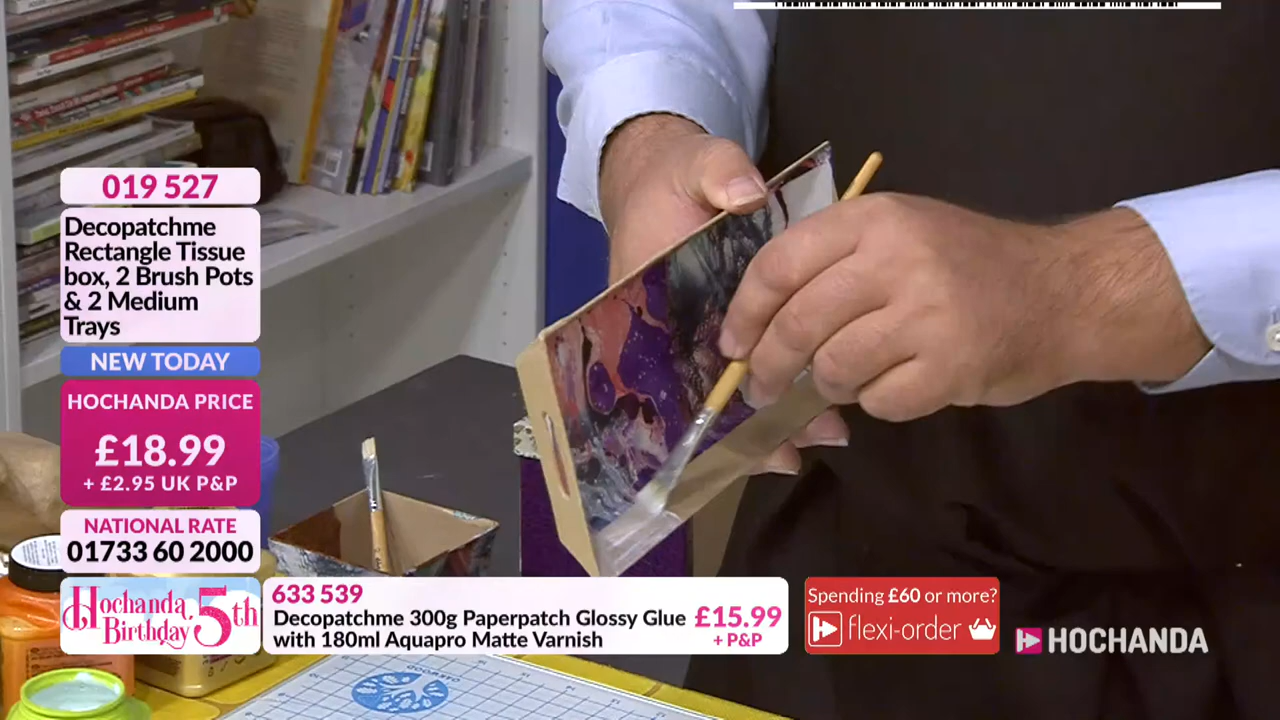 019 527
Decopatchme
Rectangle Tissue
box, 2 Brush Pots
& 2 Medium
Trays
NEW TODAY
HOCHANDA PRICE
£18.99
+ £2.95 UK P&P
NATIONAL RATE
01733 60 2000
Hochanda
Birthday
5th
633 539
Decopatchme 300g Paperpatch Glossy Glue
with 180ml Aquapro Matte Varnish
£15.99
+ P&P
Spending £60 or more?
flexi-order
HOCHANDA